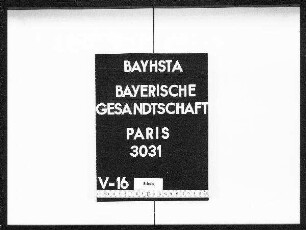 BAYHSTA
BAYERISCHE
GESANDTSCHAFT
PARIS
3031
V-16